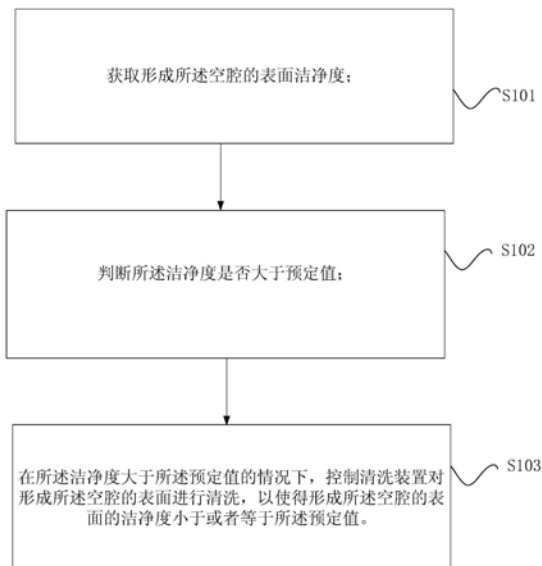 获取形成所述空腔的表面洁净度；
S101
判断所述洁净度是否大于预定值；
S102
在所述洁净度大于所述预定值的情况下，控制清洗装置对
形成所述空腔的表面进行清洗，以使得形成所述空腔的表
面的洁净度小于或者等于所述预定值。
S103